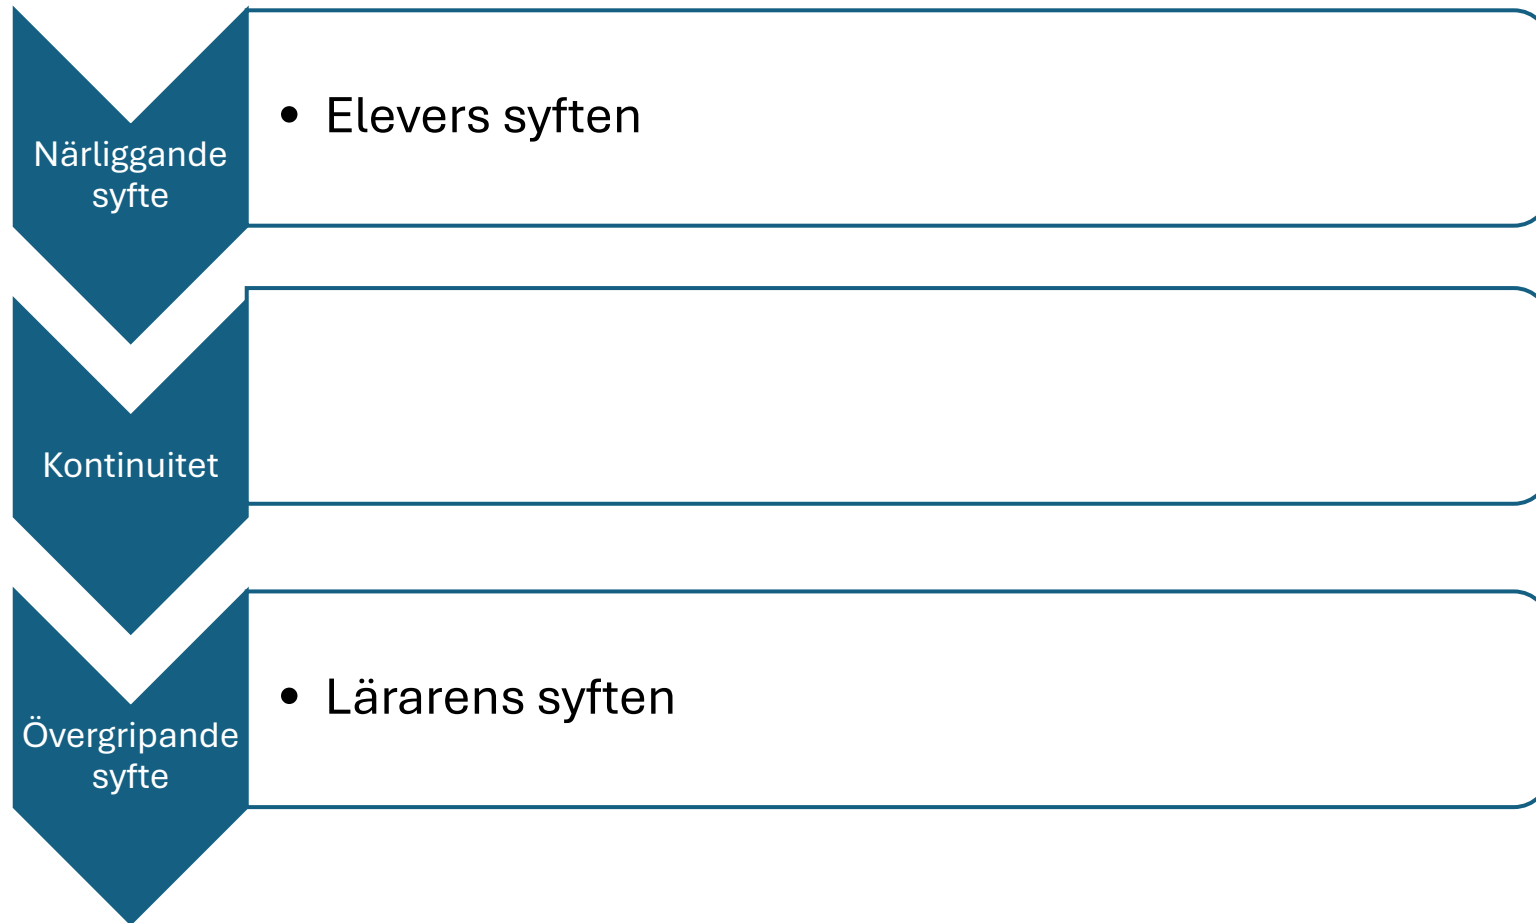 Närliggande
syfte
• Elevers syften
Kontinuitet
Övergripande
syfte
• Lärarens syften